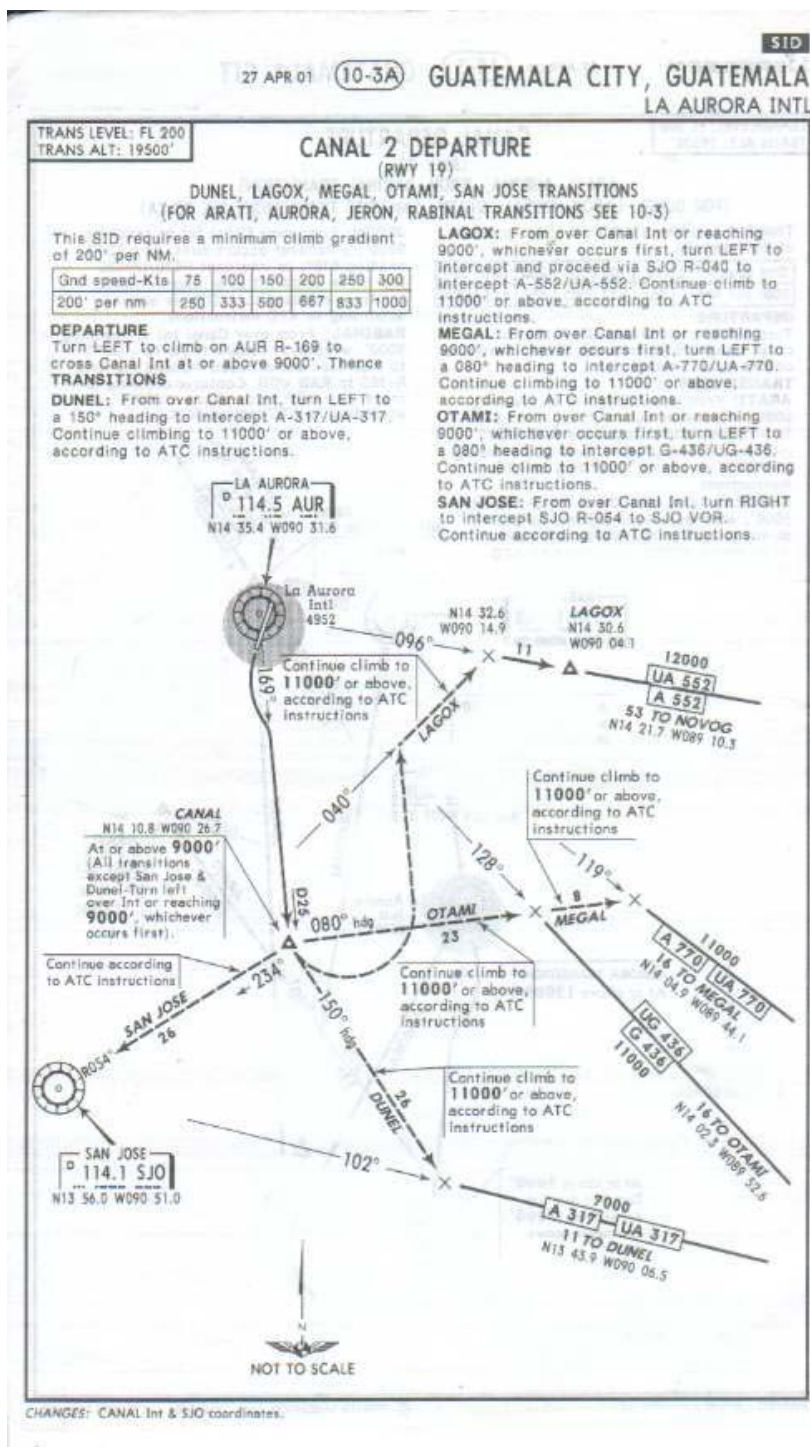 SID
27 APR 01 10-3A GUATEMALA CITY, GUATEMALA
LA AURORA INTL
TRANS LEVEL: FL 200
TRANS ALT: 19500'
CANAL 2 DEPARTURE
(RWY 19)
DUNEL, LAGOX, MEGAL, OTAMI, SAN JOSE TRANSITIONS
(FOR ARATI, AURORA, JERON, RABINAL TRANSITIONS SEE 10-3)
This SID requires a minimum climb gradient
of 200' per NM.
Gnd speed-Kts 75 100 150 200 250 300
200' per nm 250 333 500 667 833 1000
DEPARTURE
Turn LEFT to climb on AUR R-169 to
cross Canal Int at or above 9000'. Thence
TRANSITIONS
DUNEL: From over Canal Int, turn LEFT to
a 150° heading to intercept A-317/UA-317.
Continue climbing to 11000' or above,
according to ATC instructions.
LAGOX: From over Canal Int or reaching
9000', whichever occurs first, turn LEFT to
intercept and proceed via SJO R-040 to
intercept A-552/UA-552. Continue climb to
11000' or above, according to ATC
instructions.
MEGAL: From over Canal Int or reaching
9000', whichever occurs first, turn LEFT to
a 080° heading to intercept A-770/UA-770.
Continue climbing to 11000' or above,
according to ATC instructions.
OTAMI: From over Canal Int or reaching
9000', whichever occurs first, turn LEFT to
a 080° heading to intercept G-436/UG-436.
Continue climb to 11000' or above, according
to ATC instructions.
SAN JOSE: From over Canal Int, turn RIGHT
to intercept SJO R-054 to SJO VOR.
Continue according to ATC instructions.
LA AURORA
D 114.5 AUR
N14 35.4 W090 31.6
La Aurora
Intl
4952
096°
N14 32.6
W090 14.9
11
LAGOX
N14 30.6
W090 04.1
12000
UA 552
A 552
53 TO NOVOG
N14 21.7 W089 10.3
169°
Continue climb to
11000' or above,
according to ATC
instructions
LAGOX
040°
CANAL
N14 10.8 W090 26.7
At or above 9000'
(All transitions
except San Jose &
Dunel-Turn left
over Int or reaching
9000', whichever
occurs first).
D25
080° hdg
OTAMI
23
128°
Continue climb to
11000' or above,
according to ATC
instructions
119°
8
MEGAL
11000
A 770 UA 770
16 TO MEGAL
N14 04.9 W089 44.1
Continue climb to
11000' or above,
according to ATC
instructions
UG 436
G 436
11000
16 TO OTAMI
N14 02.3 W089 52.6
Continue according
to ATC instructions
234°
SAN JOSE
26
R054°
SAN JOSE
D 114.1 SJO
N13 56.0 W090 51.0
150° hdg
26
DUNEL
Continue climb to
11000' or above,
according to ATC
instructions
102°
7000
A 317 UA 317
11 TO DUNEL
N13 43.9 W090 06.5
N
NOT TO SCALE
CHANGES: CANAL Int & SJO coordinates.